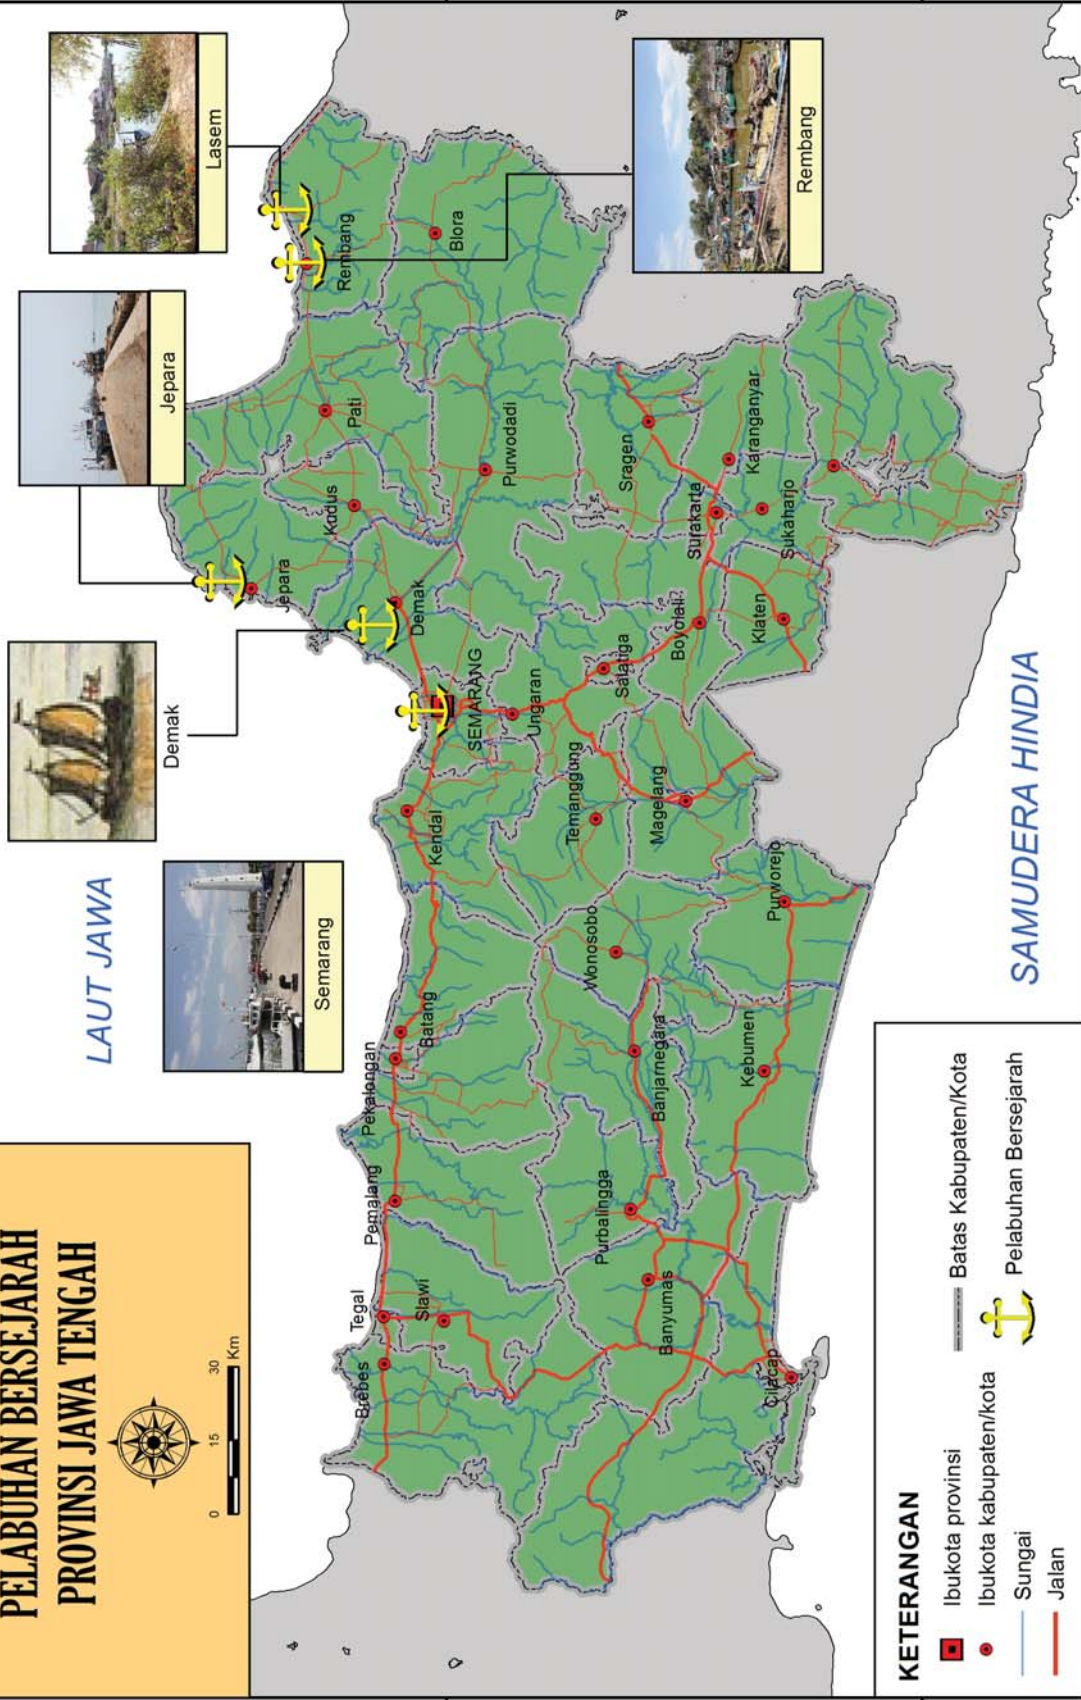 PELABUHAN BERSEJARAH
PROVINSI JAWA TENGAH
0 15 30 Km
LAUT JAWA
SAMUDERA HINDIA
Semarang
Demak
Jepara
Lasem
Rembang
Brebes
Tegal
Slawi
Pemalang
Pekalongan
Batang
Kendal
SEMARANG
Demak
Jepara
Kudus
Pati
Rembang
Blora
Purwodadi
Ungaran
Salatiga
Temanggung
Magelang
Boyolali
Klaten
Surakarta
Sukaharjo
Karanganyar
Sragen
Wonosobo
Purworejo
Banjarnegara
Kebumen
Purbalingga
Banyumas
Cilacap
KETERANGAN
Ibukota provinsi
Ibukota kabupaten/kota
Sungai
Jalan
Batas Kabupaten/Kota
Pelabuhan Bersejarah